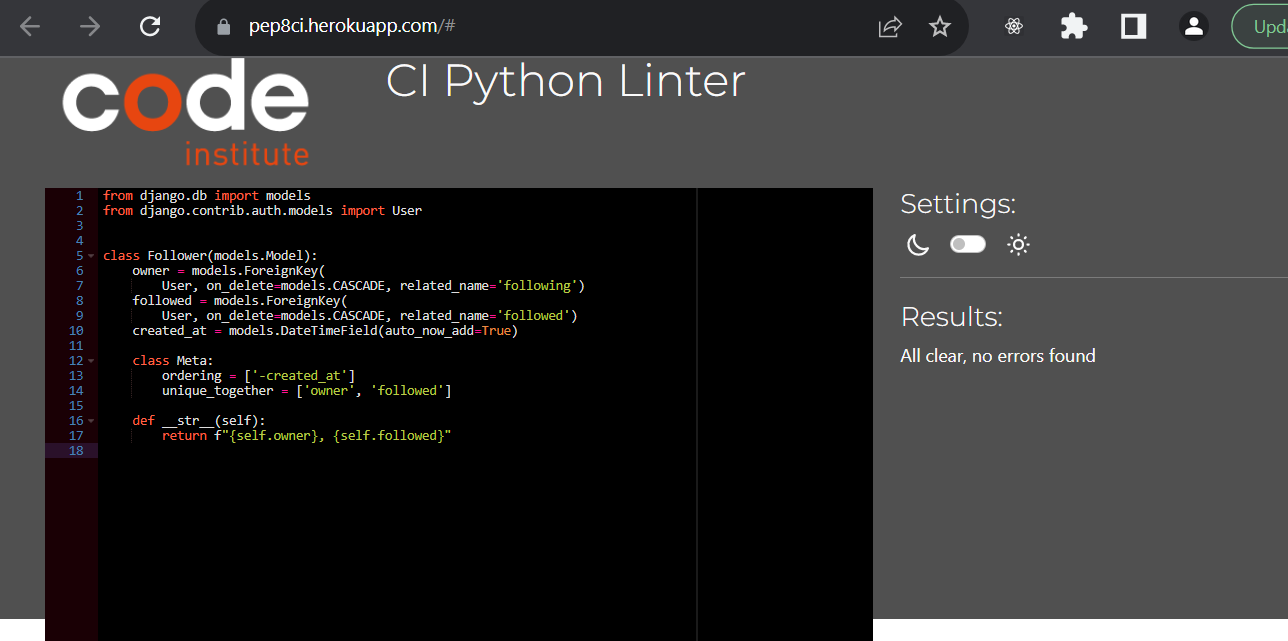 pep8ci.herokuapp.com/#
Upda
code
institute
CI Python Linter
1 from django.db import models
2 from django.contrib.auth.models import User
3
4
5 class Follower(models.Model):
6     owner = models.ForeignKey(
7         User, on_delete=models.CASCADE, related_name='following')
8     followed = models.ForeignKey(
9         User, on_delete=models.CASCADE, related_name='followed')
10     created_at = models.DateTimeField(auto_now_add=True)
11
12     class Meta:
13         ordering = ['-created_at']
14         unique_together = ['owner', 'followed']
15
16     def __str__(self):
17         return f"{self.owner}, {self.followed}"
18
Settings:
Results:
All clear, no errors found